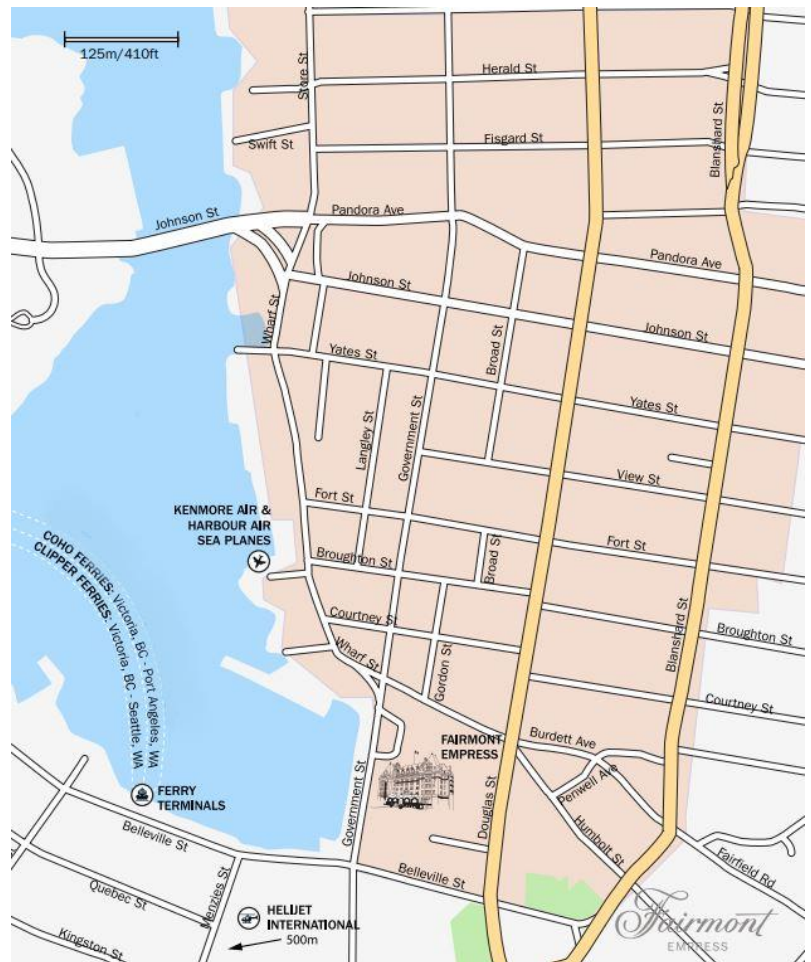 125m/410ft
Store St
Herald St
Swift St
Fisgard St
Blanshard St
Johnson St
Pandora Ave
Pandora Ave
Wharf St
Johnson St
Johnson St
Yates St
Broad St
Yates St
Langley St
Government St
View St
KENMORE AIR &
HARBOUR AIR
SEA PLANES
Fort St
Fort St
Broughton St
Broad St
COHO FERRIES: Victoria, BC - Port Angeles, WA
CLIPPER FERRIES: Victoria, BC - Seattle, WA
Courtney St
Blanshard St
Broughton St
Wharf St
Gordon St
Courtney St
FAIRMONT
EMPRESS
Burdett Ave
Government St
Douglas St
Penwell Ave
FERRY
TERMINALS
Belleville St
Humbolt St
Belleville St
Fairfield Rd
Quebec St
Menzies St
HELIJET
INTERNATIONAL
500m
Kingston St
Fairmont
EMPRESS